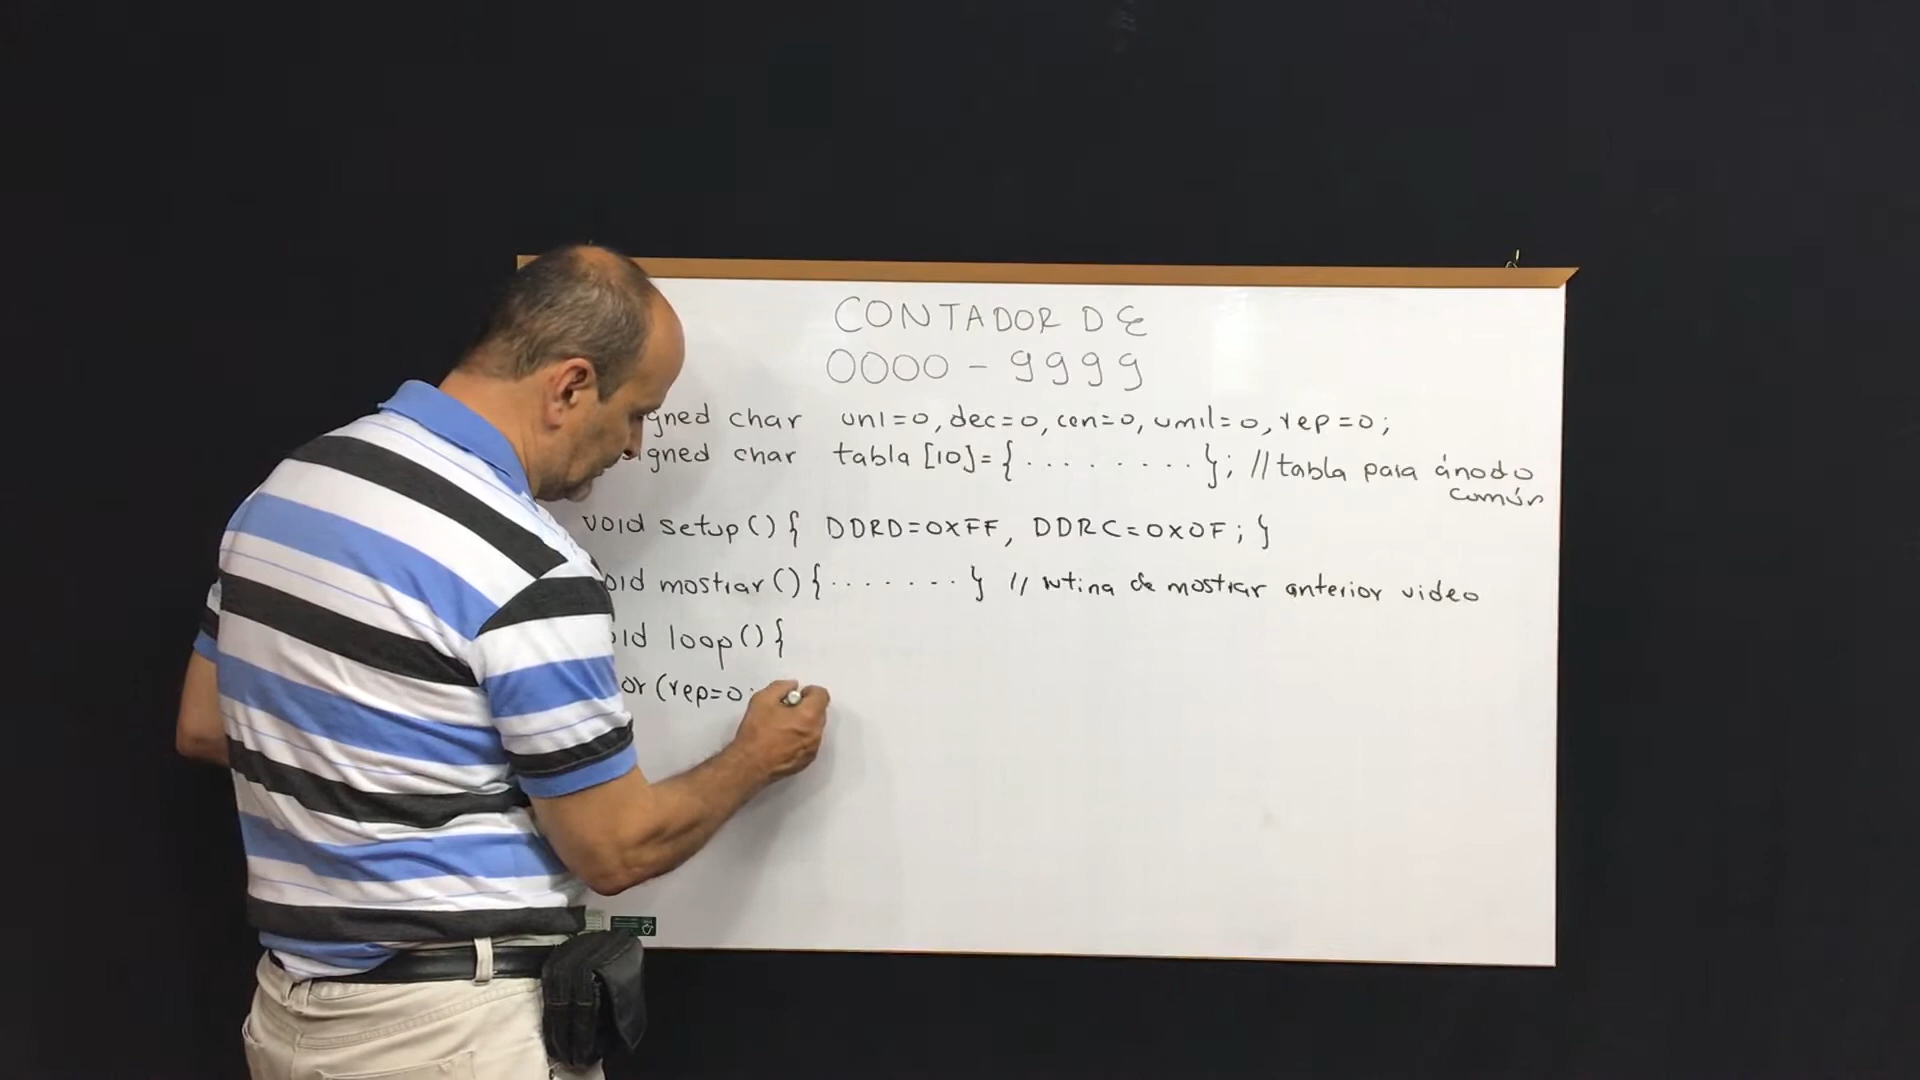 CONTADOR DE
0000 - 9999
gned char uni=0, dec=0, cen=0, umil=0, rep=0;
igned char tabla [10]={. . . . . . . . }; // tabla para ánodo
común
void setup () { DDRD=0XFF, DDRC=0X0F; }
oid mostrar () {. . . . . . . } // rutina de mostrar anterior video
oid loop () {
or (rep=0;